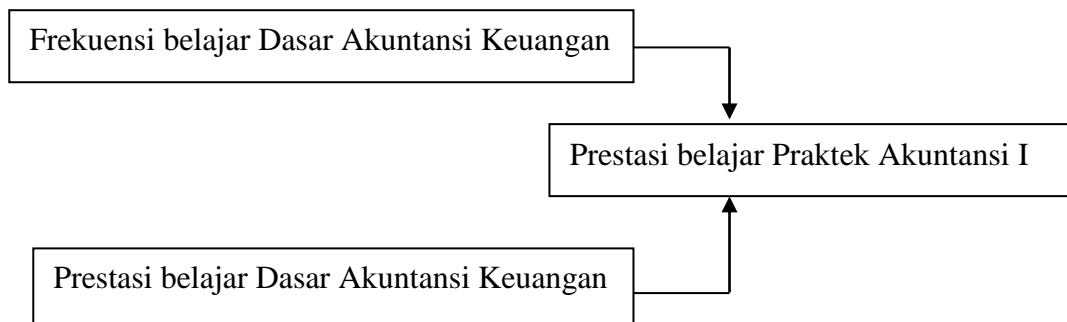 Frekuensi belajar Dasar Akuntansi Keuangan
Prestasi belajar Praktek Akuntansi I
Prestasi belajar Dasar Akuntansi Keuangan